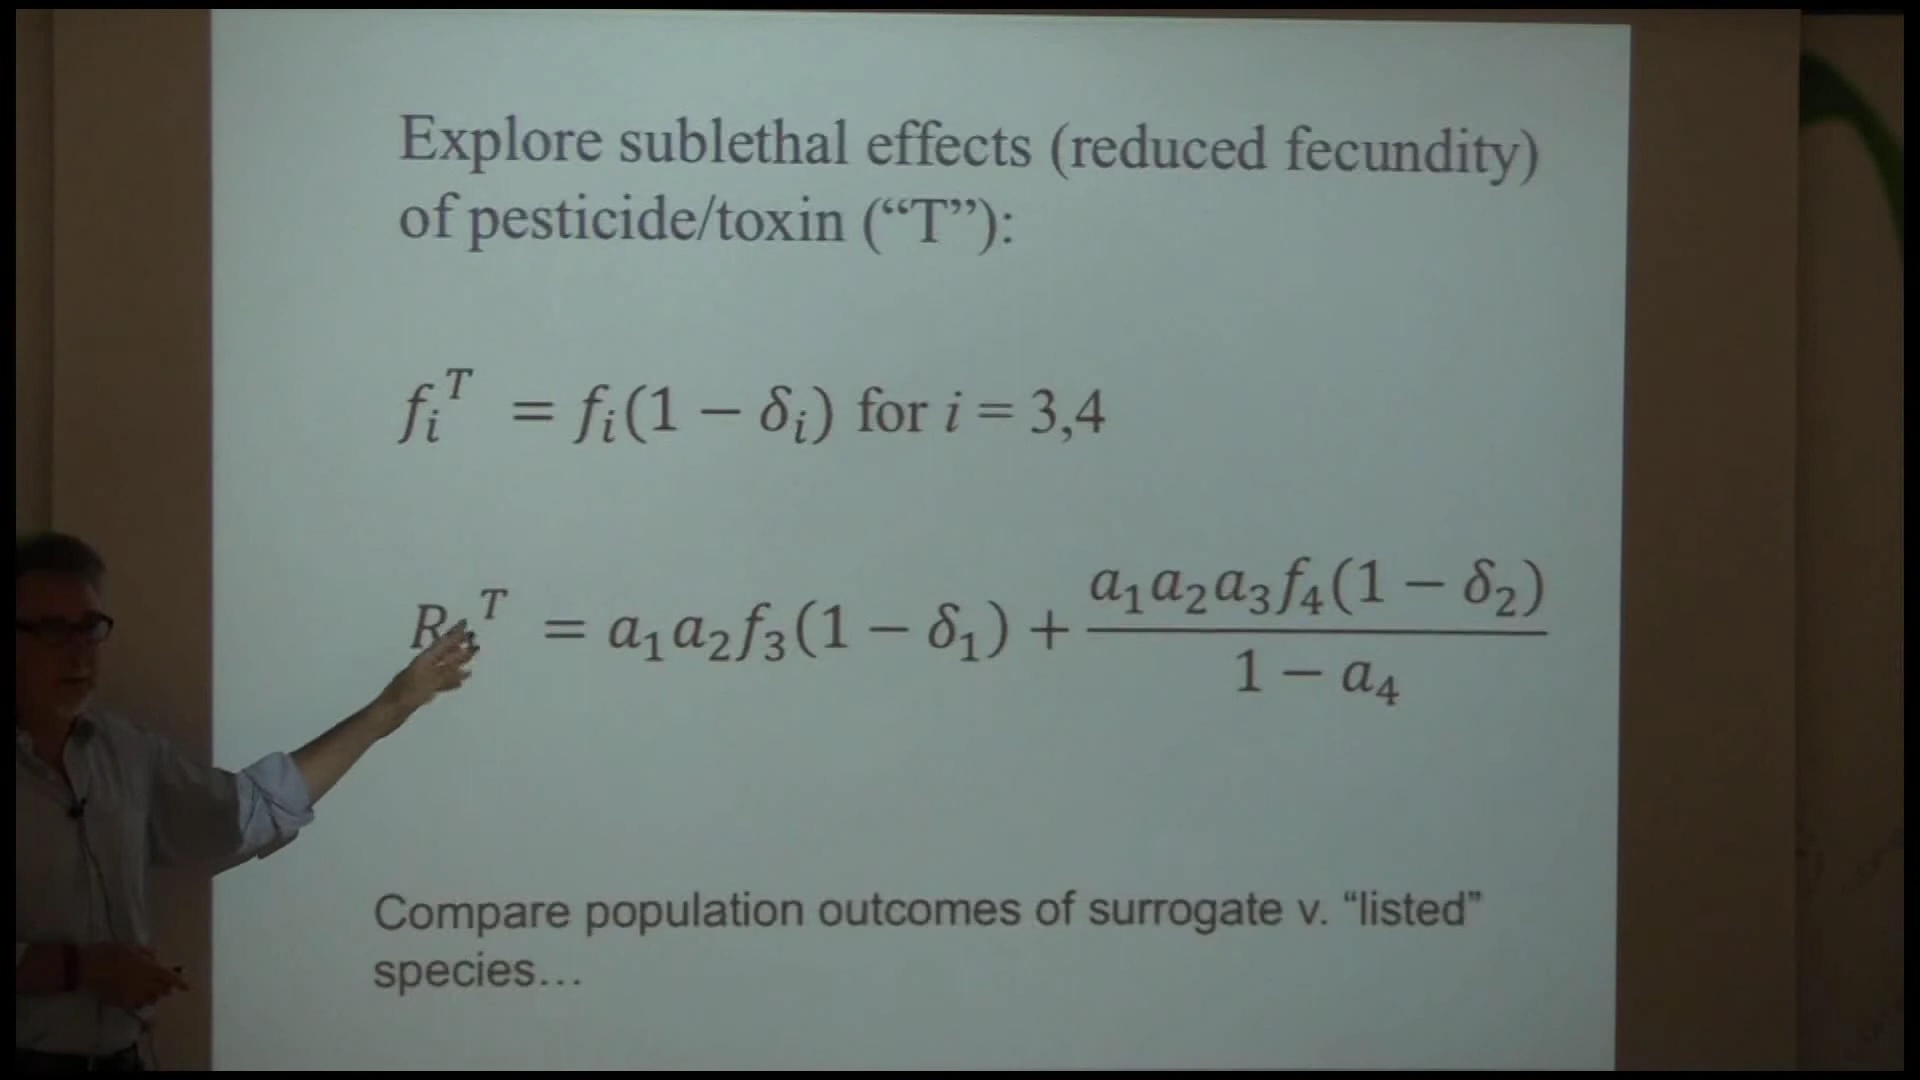 Explore sublethal effects (reduced fecundity)
of pesticide/toxin (“T”):
fᵢᵀ = fᵢ(1 − δᵢ) for i = 3,4
Rᵀ = a₁a₂f₃(1 − δ₁) + a₁a₂a₃f₄(1 − δ₂) / 1 − a₄
Compare population outcomes of surrogate v. “listed”
species…